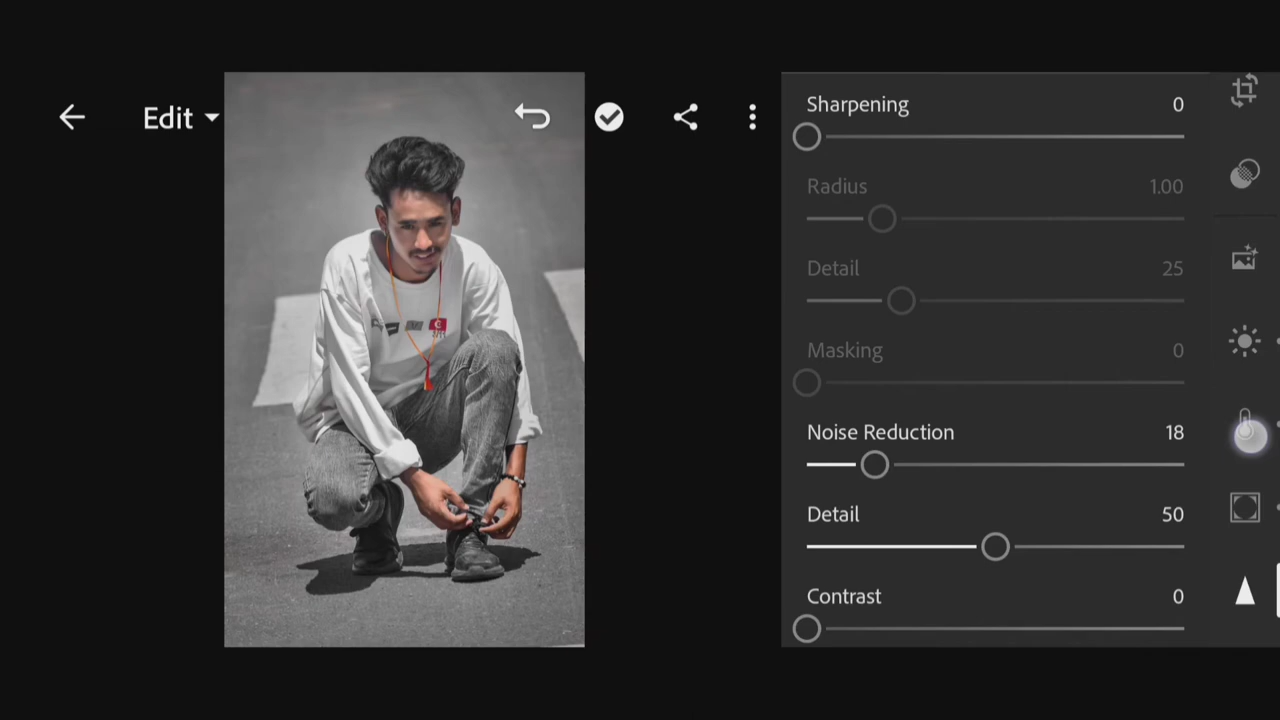 Edit
Sharpening 0
Radius 1.00
Detail 25
Masking 0
Noise Reduction 18
Detail 50
Contrast 0